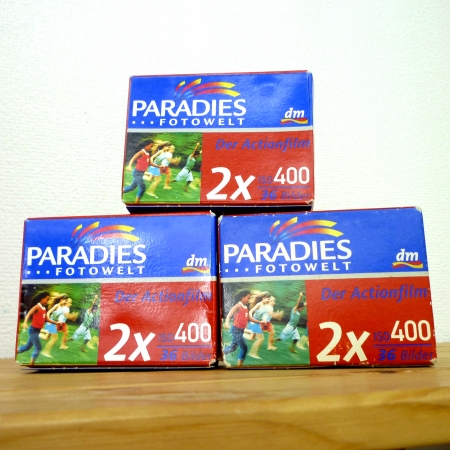 PARADIES
FOTOWELT
dm
Der Actionfilm
2x ISO 400
36 Bilder
PARADIES
FOTOWELT
dm
Der Actionfilm
2x ISO 400
36 Bilder
PARADIES
FOTOWELT
dm
Der Actionfilm
2x ISO 400
36 Bilder